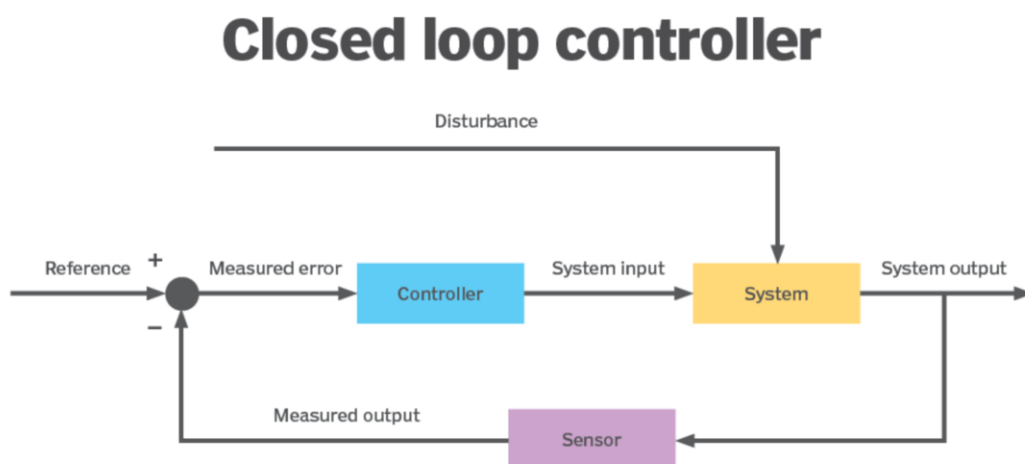 Closed loop controller
Disturbance
Reference
+
Measured error
Controller
System input
System
System output
−
Measured output
Sensor